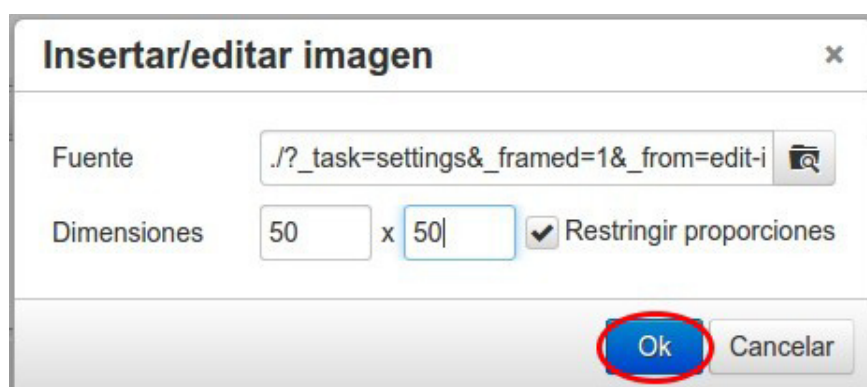 Insertar/editar imagen ×
Fuente ./?_task=settings&_framed=1&_from=edit-i
Dimensiones 50 x 50 Restringir proporciones
Ok Cancelar